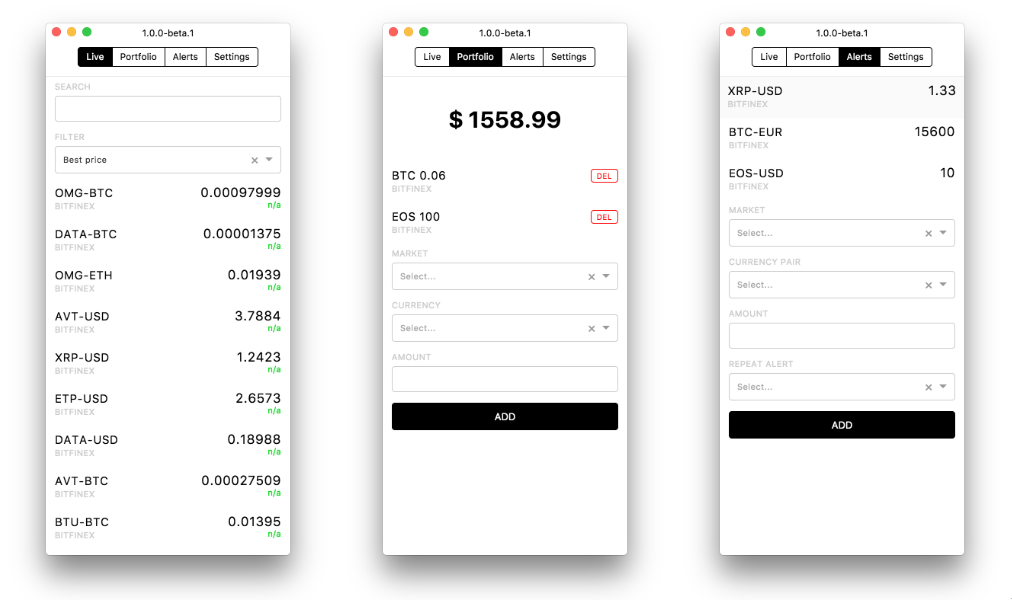 1.0.0-beta.1
Live Portfolio Alerts Settings
SEARCH
FILTER
Best price
OMG-BTC 0.00097999
BITFINEX n/a
DATA-BTC 0.00001375
BITFINEX n/a
OMG-ETH 0.01939
BITFINEX n/a
AVT-USD 3.7884
BITFINEX n/a
XRP-USD 1.2423
BITFINEX n/a
ETP-USD 2.6573
BITFINEX n/a
DATA-USD 0.18988
BITFINEX n/a
AVT-BTC 0.00027509
BITFINEX n/a
BTU-BTC 0.01395
BITFINEX n/a
1.0.0-beta.1
Live Portfolio Alerts Settings
$ 1558.99
BTC 0.06 DEL
BITFINEX
EOS 100 DEL
BITFINEX
MARKET
Select...
CURRENCY
Select...
AMOUNT
ADD
1.0.0-beta.1
Live Portfolio Alerts Settings
XRP-USD 1.33
BITFINEX
BTC-EUR 15600
BITFINEX
EOS-USD 10
BITFINEX
MARKET
Select...
CURRENCY PAIR
Select...
AMOUNT
REPEAT ALERT
Select...
ADD